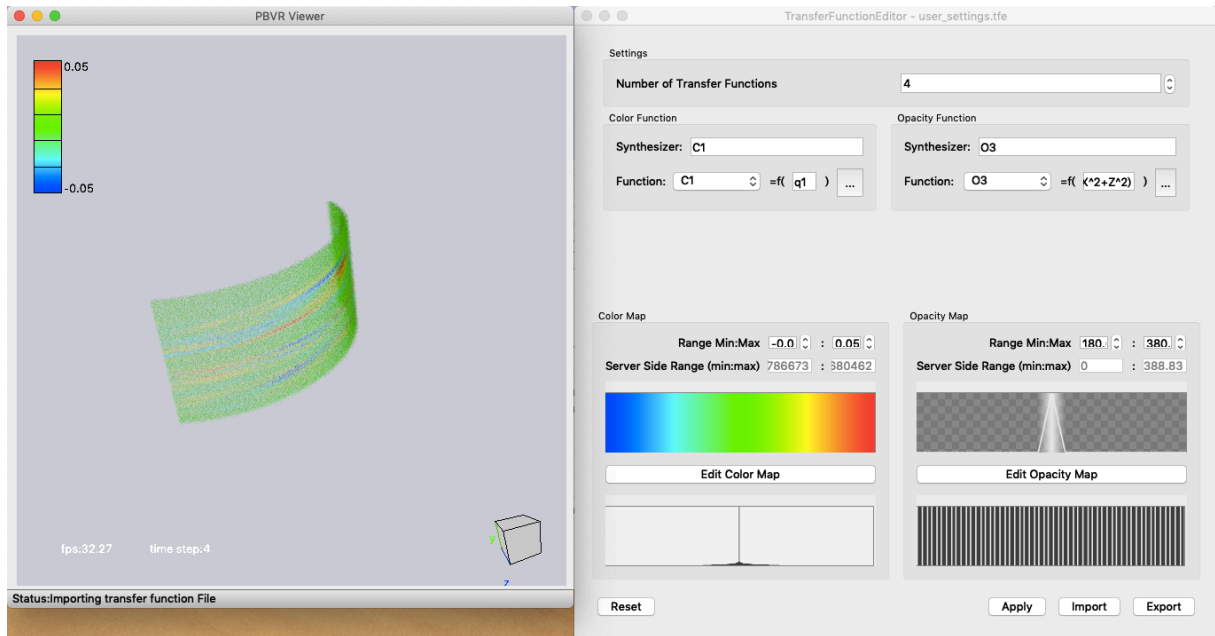 PBVR Viewer
0.05
-0.05
fps:32.27 time step:4
y
z
Status:Importing transfer function File
TransferFunctionEditor - user_settings.tfe
Settings
Number of Transfer Functions 4
Color Function
Synthesizer: C1
Function: C1 =f( q1 ) ...
Opacity Function
Synthesizer: O3
Function: O3 =f( X^2+Z^2) ) ...
Color Map
Range Min:Max -0.0 : 0.05
Server Side Range (min:max) 786673 : 680462
Edit Color Map
Opacity Map
Range Min:Max 180. : 380.
Server Side Range (min:max) 0 : 388.83
Edit Opacity Map
Reset Apply Import Export